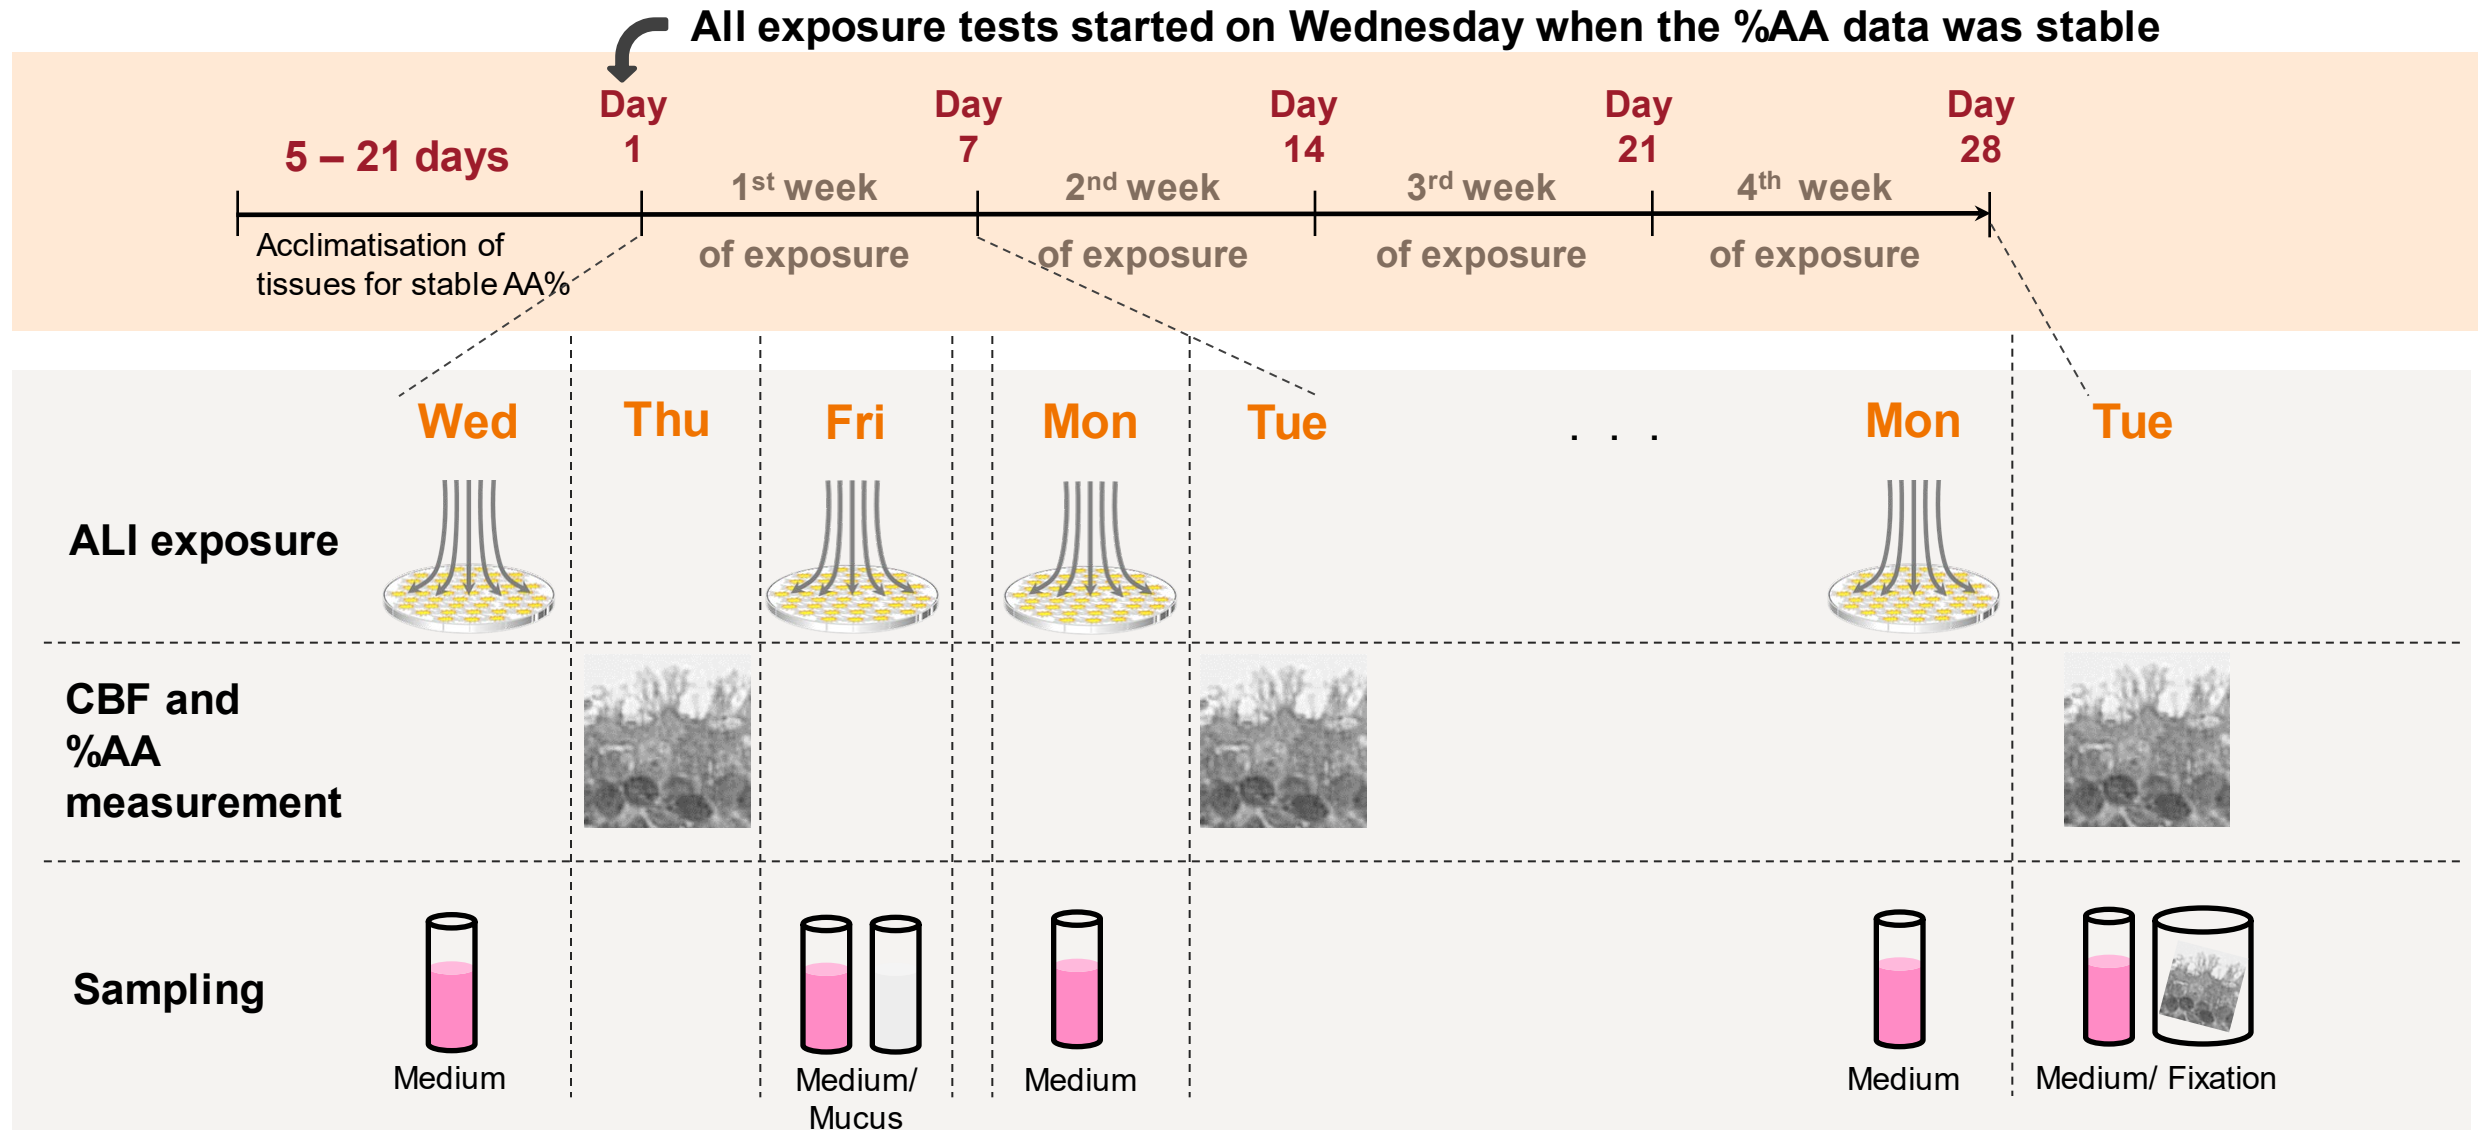 All exposure tests started on Wednesday when the %AA data was stable
Day 1
Day 7
Day 14
Day 21
Day 28
5 – 21 days
1st week
2nd week
3rd week
4th week
Acclimatisation of
tissues for stable AA%
of exposure
of exposure
of exposure
of exposure
Wed
Thu
Fri
Mon
Tue
. . .
Mon
Tue
ALI exposure
CBF and
%AA
measurement
Sampling
Medium
Medium/
Mucus
Medium
Medium
Medium/ Fixation